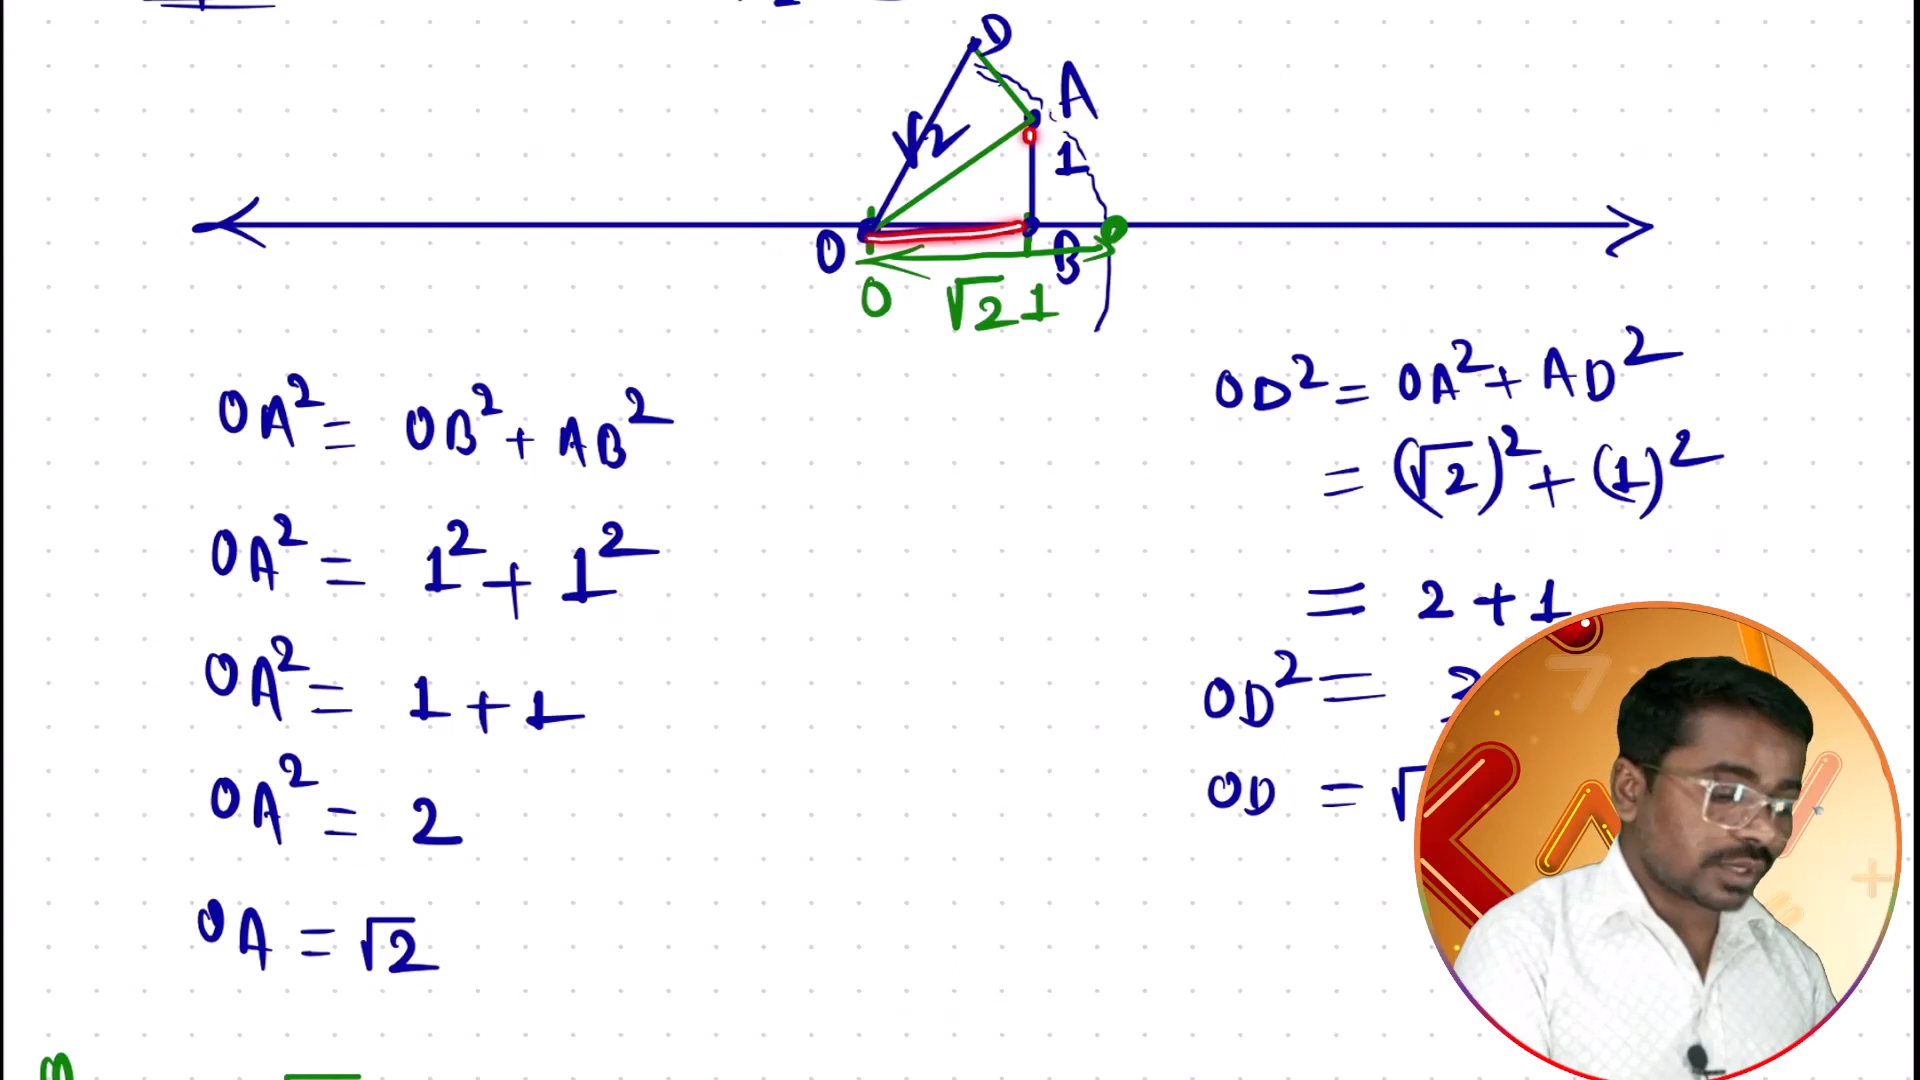 D
A
√2
1
O
B
0
√2
1
OA² = OB² + AB²
OA² = 1² + 1²
OA² = 1 + 1
OA² = 2
OA = √2
OD² = OA² + AD²
= (√2)² + (1)²
= 2 + 1
OD² =
OD = √